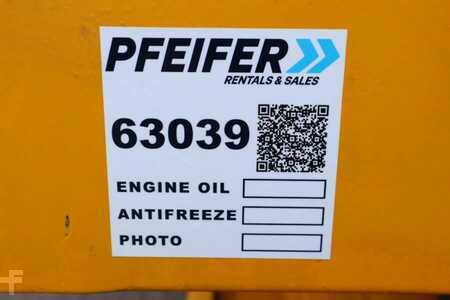 PFEIFER
RENTALS & SALES
63039
ENGINE OIL
ANTIFREEZE
PHOTO
F